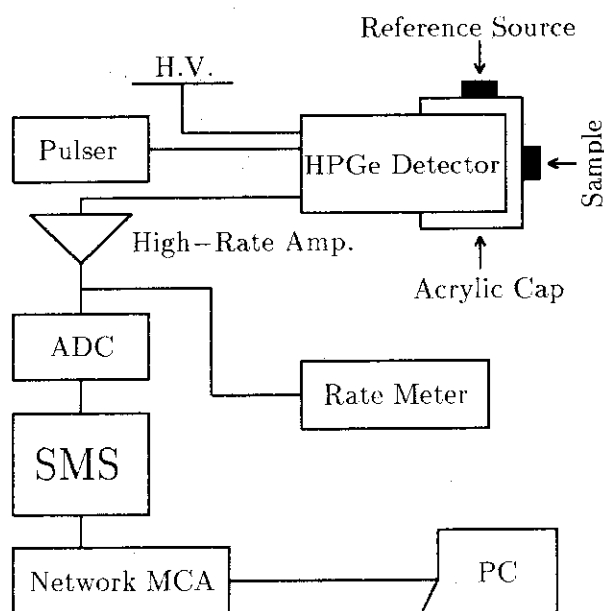 Reference Source
H.V.
Pulser
HPGe Detector
Sample
High-Rate Amp.
Acrylic Cap
ADC
Rate Meter
SMS
Network MCA
PC